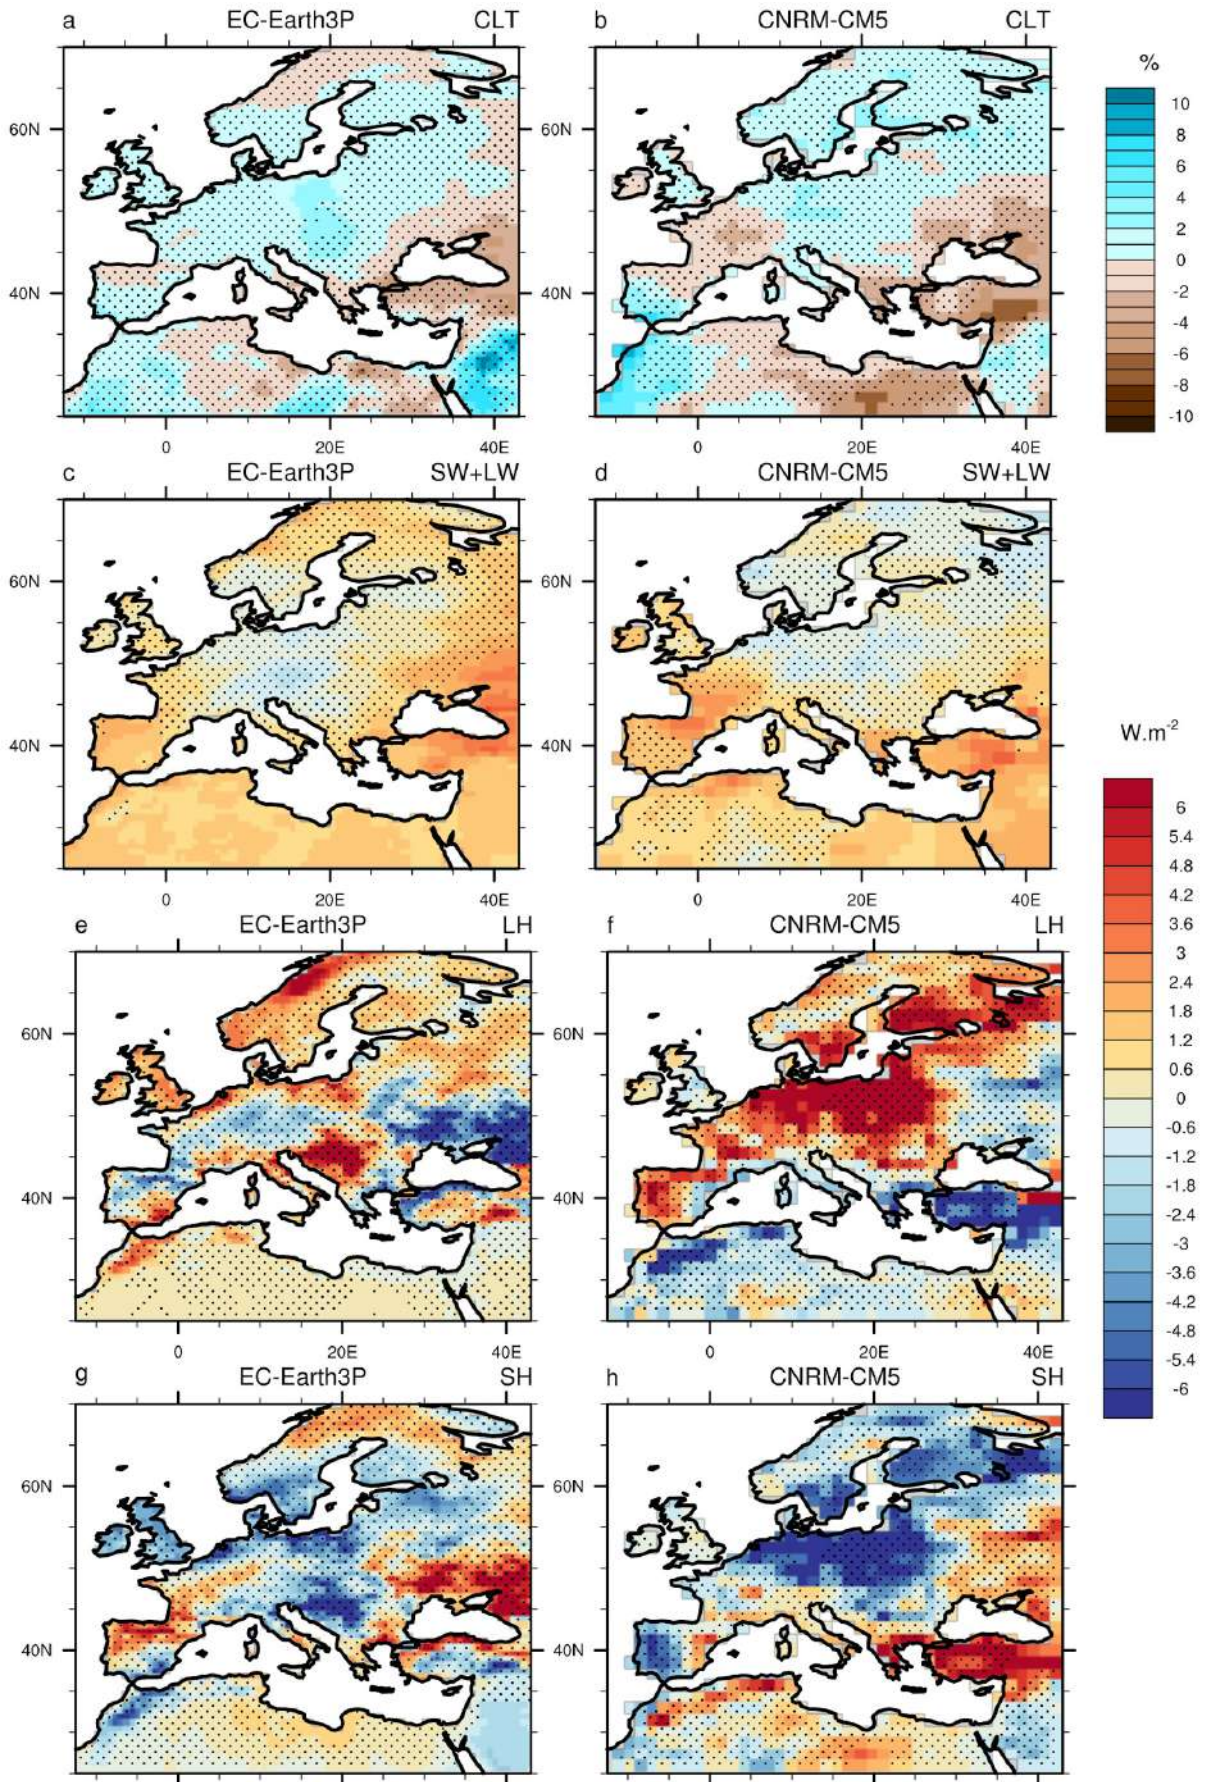 a EC-Earth3P CLT
b CNRM-CM5 CLT
%
60N
40N
0 20E 40E
60N
40N
0 20E 40E
10
8
6
4
2
0
-2
-4
-6
-8
-10
c EC-Earth3P SW+LW
d CNRM-CM5 SW+LW
60N
40N
0 20E 40E
60N
40N
0 20E 40E
W.m-2
6
5.4
4.8
4.2
3.6
3
2.4
1.8
1.2
0.6
0
-0.6
-1.2
-1.8
-2.4
-3
-3.6
-4.2
-4.8
-5.4
-6
e EC-Earth3P LH
f CNRM-CM5 LH
60N
40N
0 20E 40E
60N
40N
0 20E 40E
g EC-Earth3P SH
h CNRM-CM5 SH
60N
40N
60N
40N